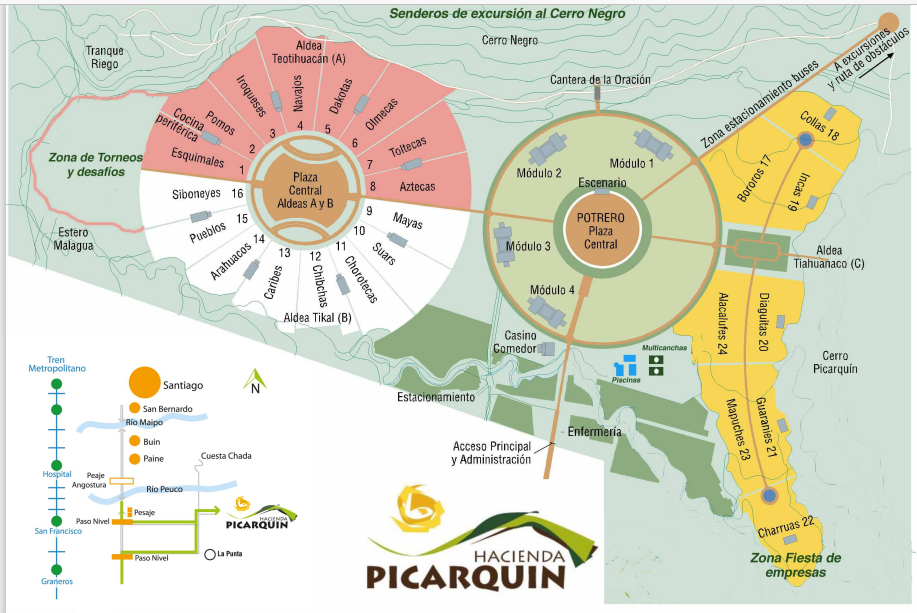 Senderos de excursión al Cerro Negro
Cerro Negro
Tranque
Riego
Aldea
Teotihuacán (A)
Cantera de la Oración
A excursiones
y ruta de obstáculos
Zona estacionamiento buses
Iroqueses
Navajos
Dakotas
Olmecas
Pomos
Cocina
periférica
Esquimales
Toltecas
Aztecas
1
2
3
4
5
6
7
8
Zona de Torneos
y desafíos
Plaza
Central
Aldeas A y B
Siboneyes
Pueblos
Arahuacos
Caribes
Chibchas
Chorotecas
Suars
Mayas
16
15
14
13
12
11
10
9
Aldea Tikal (B)
Estero
Malagua
Módulo 1
Módulo 2
Módulo 3
Módulo 4
Escenario
POTRERO
Plaza
Central
Collas 18
Bororos 17
Incas 19
Aldea
Tiahuanaco (C)
Alacalufes 24
Diaguitas 20
Cerro
Picarquín
Mapuches 23
Guaranies 21
Charruas 22
Zona Fiesta de
empresas
Casino
Comedor
Multicanchas
Piscinas
Estacionamiento
Enfermería
Acceso Principal
y Administración
Tren
Metropolitano
Santiago
N
San Bernardo
Río Maipo
Buin
Paine
Cuesta Chada
Hospital
Peaje
Angostura
Río Peuco
Pesaje
Paso Nivel
San Francisco
HACIENDA
PICARQUIN
Paso Nivel
La Punta
Graneros
HACIENDA
PICARQUIN